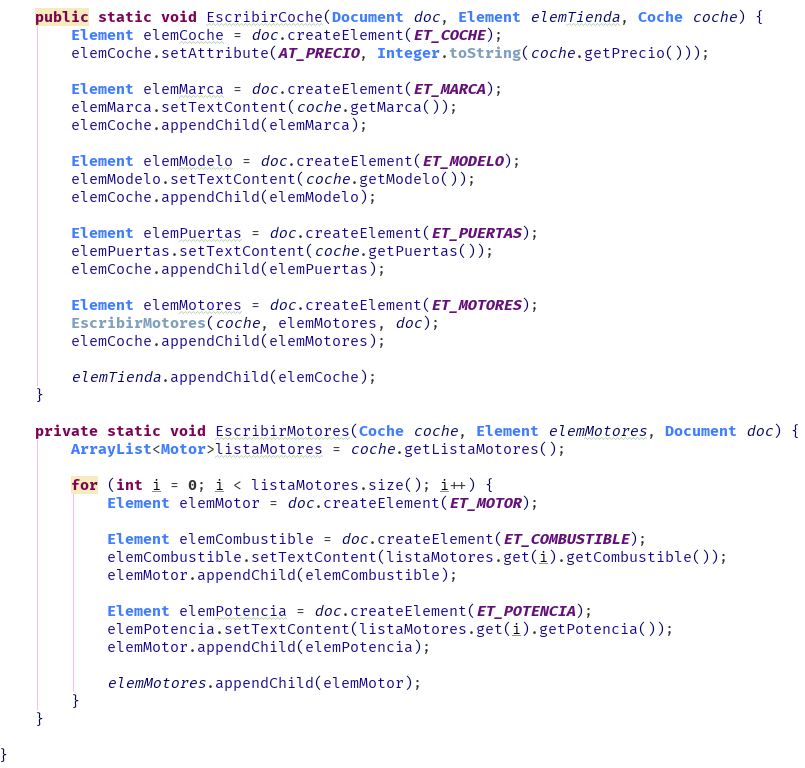 public static void EscribirCoche(Document doc, Element elemTienda, Coche coche) {
Element elemCoche = doc.createElement(ET_COCHE);
elemCoche.setAttribute(AT_PRECIO, Integer.toString(coche.getPrecio()));
Element elemMarca = doc.createElement(ET_MARCA);
elemMarca.setTextContent(coche.getMarca());
elemCoche.appendChild(elemMarca);
Element elemModelo = doc.createElement(ET_MODELO);
elemModelo.setTextContent(coche.getModelo());
elemCoche.appendChild(elemModelo);
Element elemPuertas = doc.createElement(ET_PUERTAS);
elemPuertas.setTextContent(coche.getPuertas());
elemCoche.appendChild(elemPuertas);
Element elemMotores = doc.createElement(ET_MOTORES);
EscribirMotores(coche, elemMotores, doc);
elemCoche.appendChild(elemMotores);
elemTienda.appendChild(elemCoche);
}
private static void EscribirMotores(Coche coche, Element elemMotores, Document doc) {
ArrayList<Motor>listaMotores = coche.getListaMotores();
for (int i = 0; i < listaMotores.size(); i++) {
Element elemMotor = doc.createElement(ET_MOTOR);
Element elemCombustible = doc.createElement(ET_COMBUSTIBLE);
elemCombustible.setTextContent(listaMotores.get(i).getCombustible());
elemMotor.appendChild(elemCombustible);
Element elemPotencia = doc.createElement(ET_POTENCIA);
elemPotencia.setTextContent(listaMotores.get(i).getPotencia());
elemMotor.appendChild(elemPotencia);
elemMotores.appendChild(elemMotor);
}
}
}